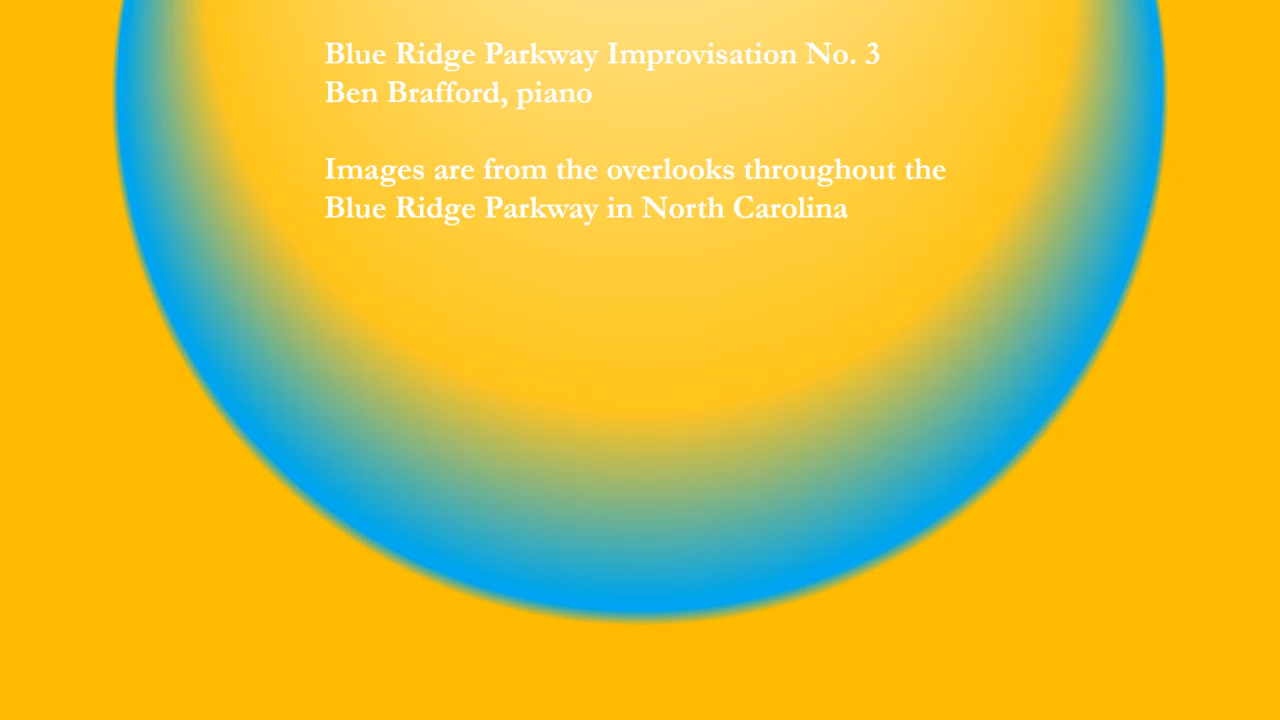 Blue Ridge Parkway Improvisation No. 3
Ben Brafford, piano
Images are from the overlooks throughout the
Blue Ridge Parkway in North Carolina